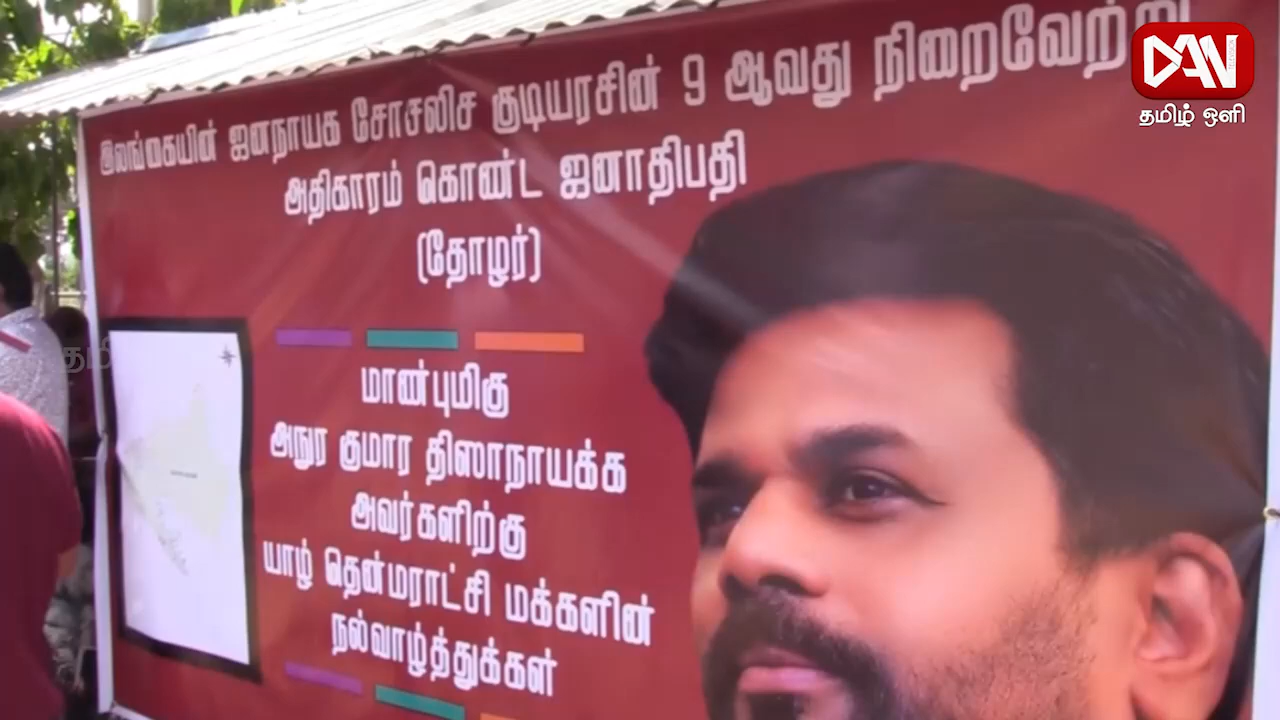 இலங்கையின் ஜனநாயக சோசலிச குடியரசின் 9 ஆவது நிறைவேற்று
அதிகாரம் கொண்ட ஜனாதிபதி
(தோழர்)
மாண்புமிகு
அநுர குமார திஸாநாயக்க
அவர்களிற்கு
யாழ் தென்மராட்சி மக்களின்
நல்வாழ்த்துக்கள்
DAN
தமிழ் ஒளி
தமி